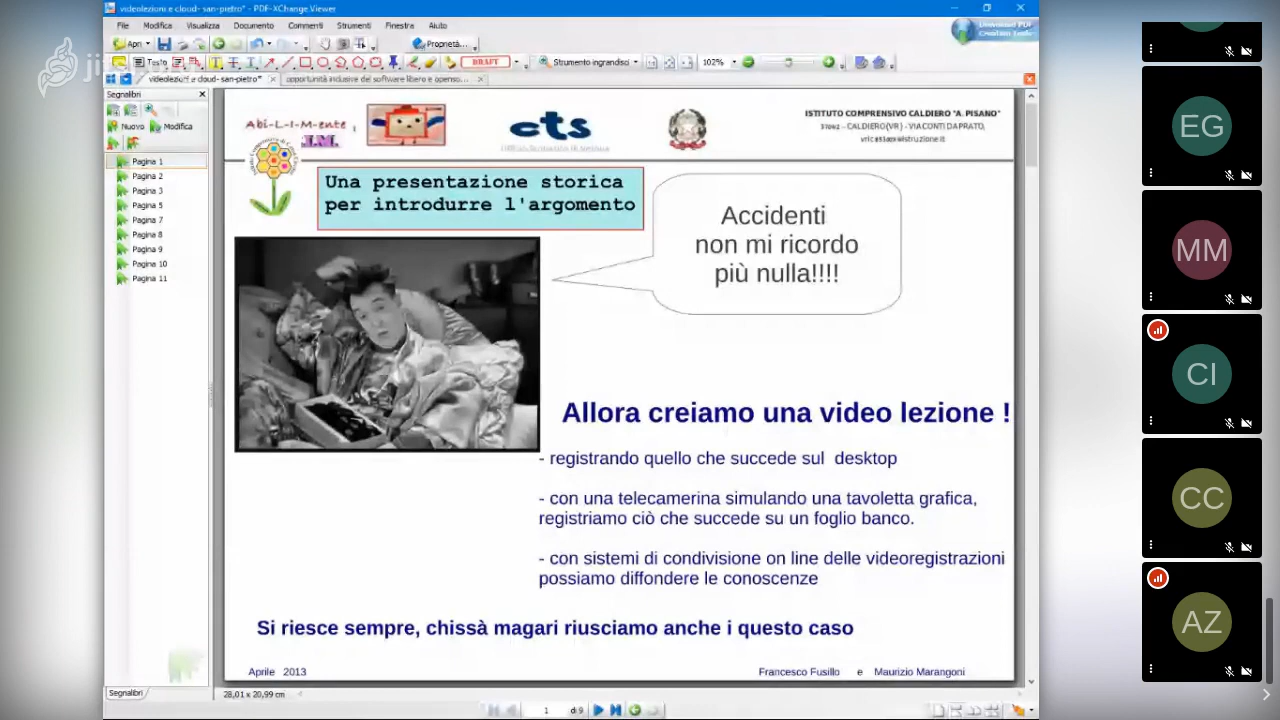 videolezioni e cloud- san-pietro* - PDF-XChange Viewer
File Modifica Visualizza Documento Commenti Strumenti Finestra Aiuto
Apri
Proprietà...
Download PDF
Creation Tools
Testo
DRAFT
Strumento ingrandisci
102%
videolezioni e cloud- san-pietro*
opportunità inclusive del software libero e openso...
Segnalibri
Nuovo Modifica
Pagina 1
Pagina 2
Pagina 3
Pagina 5
Pagina 7
Pagina 8
Pagina 9
Pagina 10
Pagina 11
Segnalibri
Abi-L-I-M-ente
I.M.
cts
ISTITUTO COMPRENSIVO CALDIERO "A. PISANO"
37042 – CALDIERO(VR) - VIA CONTI DA PRATO,
Una presentazione storica
per introdurre l'argomento
Accidenti
non mi ricordo
più nulla!!!!
Allora creiamo una video lezione !
- registrando quello che succede sul desktop
- con una telecamerina simulando una tavoletta grafica,
registriamo ciò che succede su un foglio banco.
- con sistemi di condivisione on line delle videoregistrazioni
possiamo diffondere le conoscenze
Si riesce sempre, chissà magari riusciamo anche i questo caso
Aprile 2013
Francesco Fusillo e Maurizio Marangoni
28,01 x 20,99 cm
1 di 9
EG
MM
CI
CC
AZ